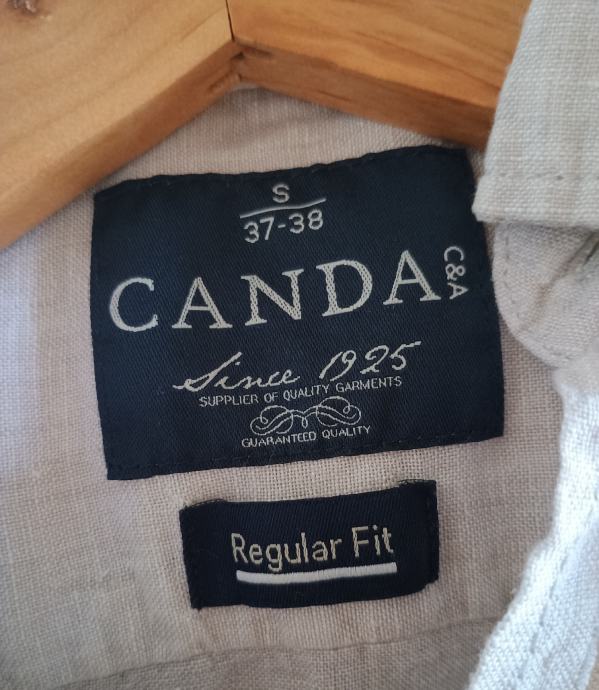 S
37-38
CANDA
C&A
Since 1925
SUPPLIER OF QUALITY GARMENTS
GUARANTEED QUALITY
Regular Fit